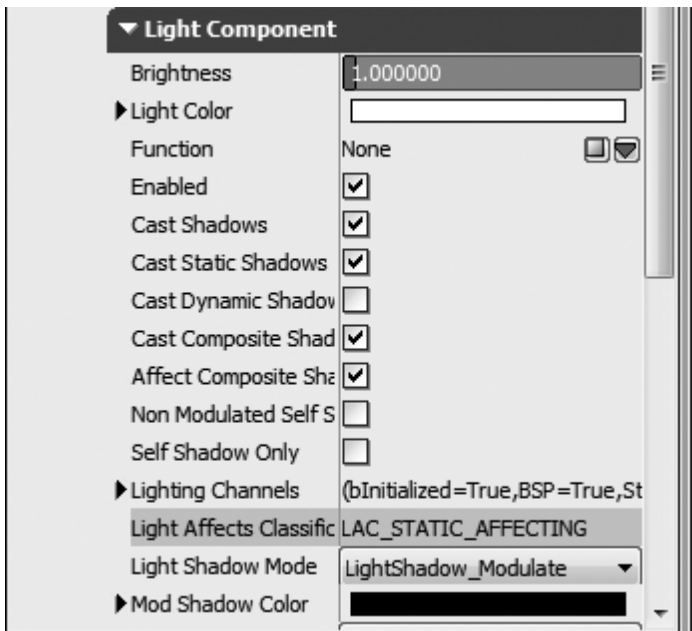 Light Component
Brightness 1.000000
Light Color
Function None
Enabled
Cast Shadows
Cast Static Shadows
Cast Dynamic Shadov
Cast Composite Shad
Affect Composite Sha
Non Modulated Self S
Self Shadow Only
Lighting Channels (bInitialized=True,BSP=True,St
Light Affects Classific LAC_STATIC_AFFECTING
Light Shadow Mode LightShadow_Modulate
Mod Shadow Color